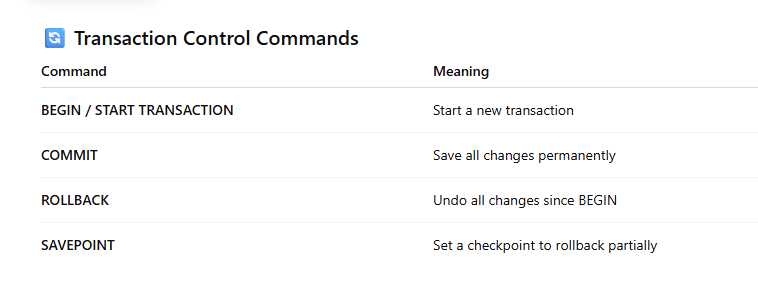 Transaction Control Commands
Command Meaning
BEGIN / START TRANSACTION Start a new transaction
COMMIT Save all changes permanently
ROLLBACK Undo all changes since BEGIN
SAVEPOINT Set a checkpoint to rollback partially